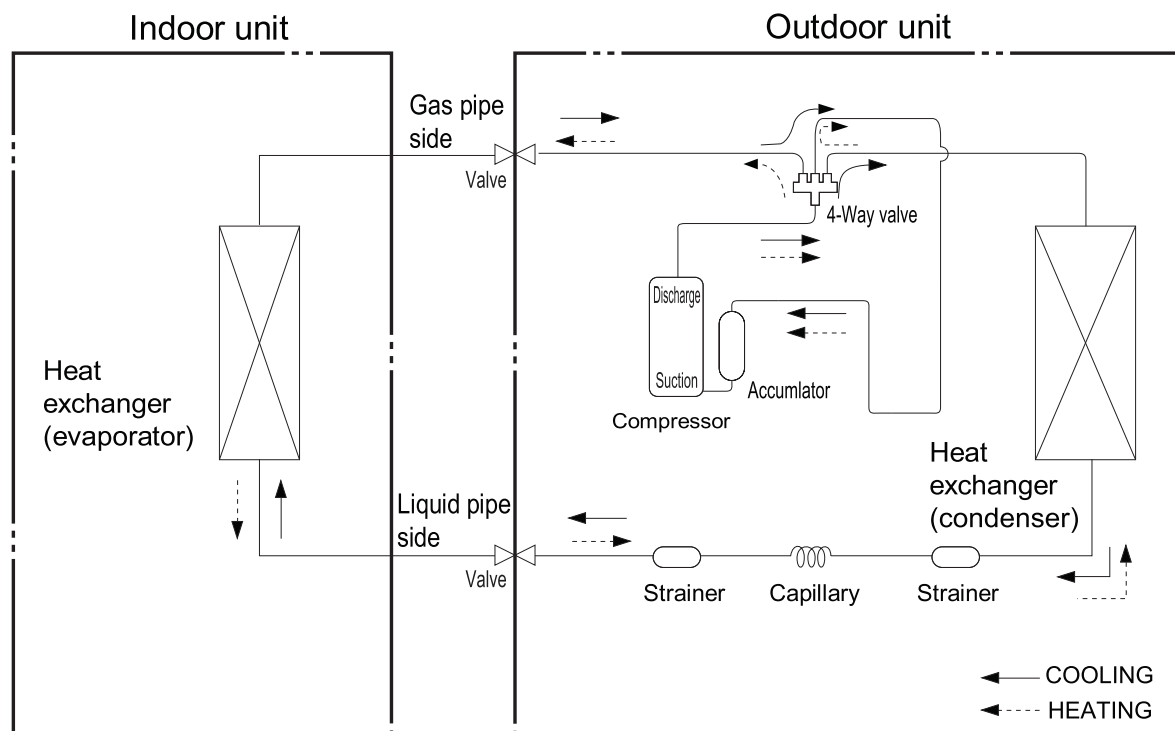 Indoor unit
Outdoor unit
Gas pipe
side
Valve
4-Way valve
Discharge
Suction
Compressor
Accumlator
Heat
exchanger
(evaporator)
Heat
exchanger
(condenser)
Liquid pipe
side
Valve
Strainer
Capillary
Strainer
COOLING
HEATING